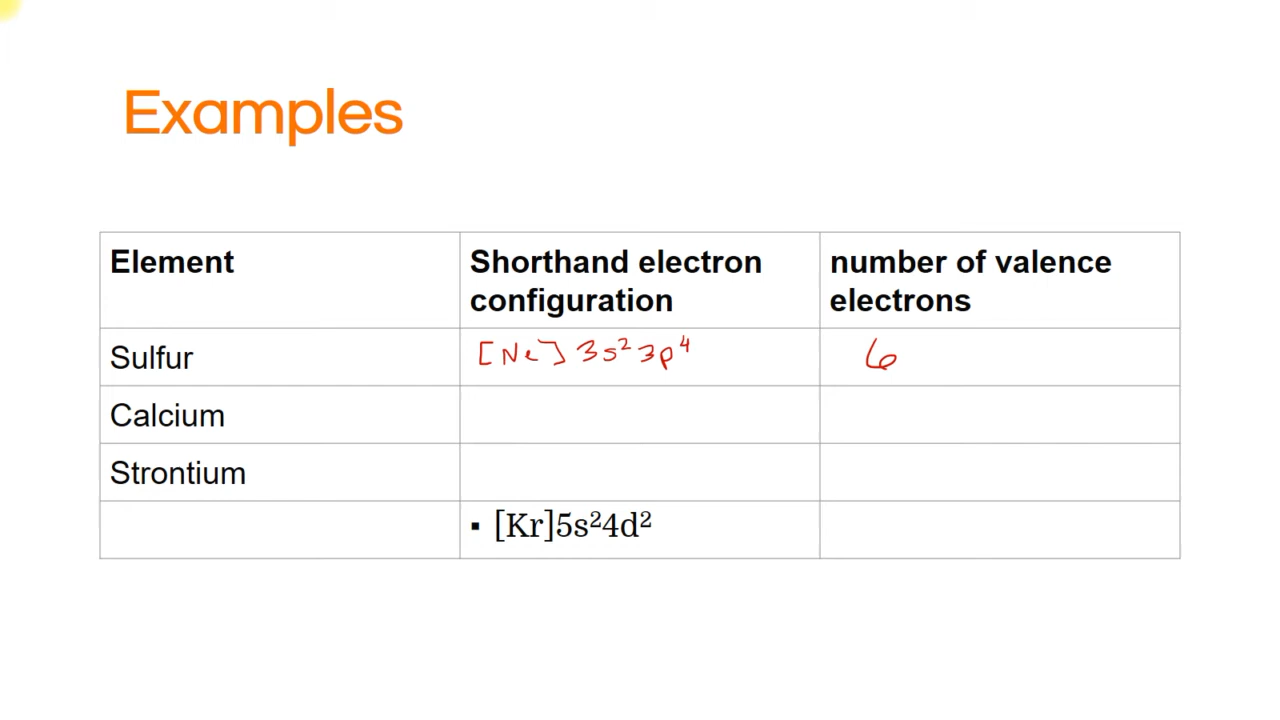 Examples
Element
Shorthand electron
configuration
number of valence
electrons
Sulfur
[Ne] 3s² 3p⁴
6
Calcium
Strontium
▪ [Kr]5s²4d²